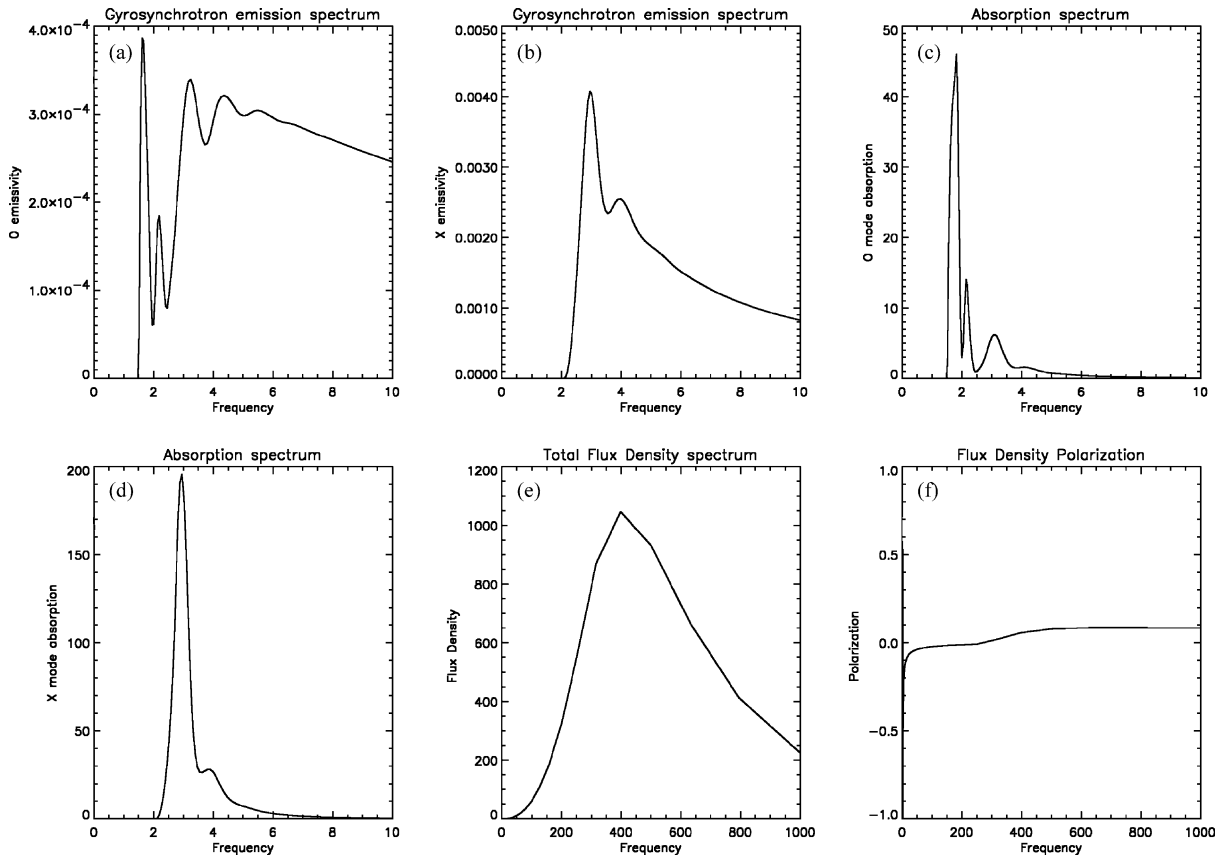 Gyrosynchrotron emission spectrum
(a)
4.0×10⁻⁴
3.0×10⁻⁴
2.0×10⁻⁴
1.0×10⁻⁴
0
O emissivity
0 2 4 6 8 10
Frequency
Gyrosynchrotron emission spectrum
(b)
0.0050
0.0040
0.0030
0.0020
0.0010
0.0000
X emissivity
0 2 4 6 8 10
Frequency
Absorption spectrum
(c)
50
40
30
20
10
0
O mode absorption
0 2 4 6 8 10
Frequency
Absorption spectrum
(d)
200
150
100
50
0
X mode absorption
0 2 4 6 8 10
Frequency
Total Flux Density spectrum
(e)
1200
1000
800
600
400
200
0
Flux Density
0 200 400 600 800 1000
Frequency
Flux Density Polarization
(f)
1.0
0.5
0.0
−0.5
−1.0
Polarization
0 200 400 600 800 1000
Frequency